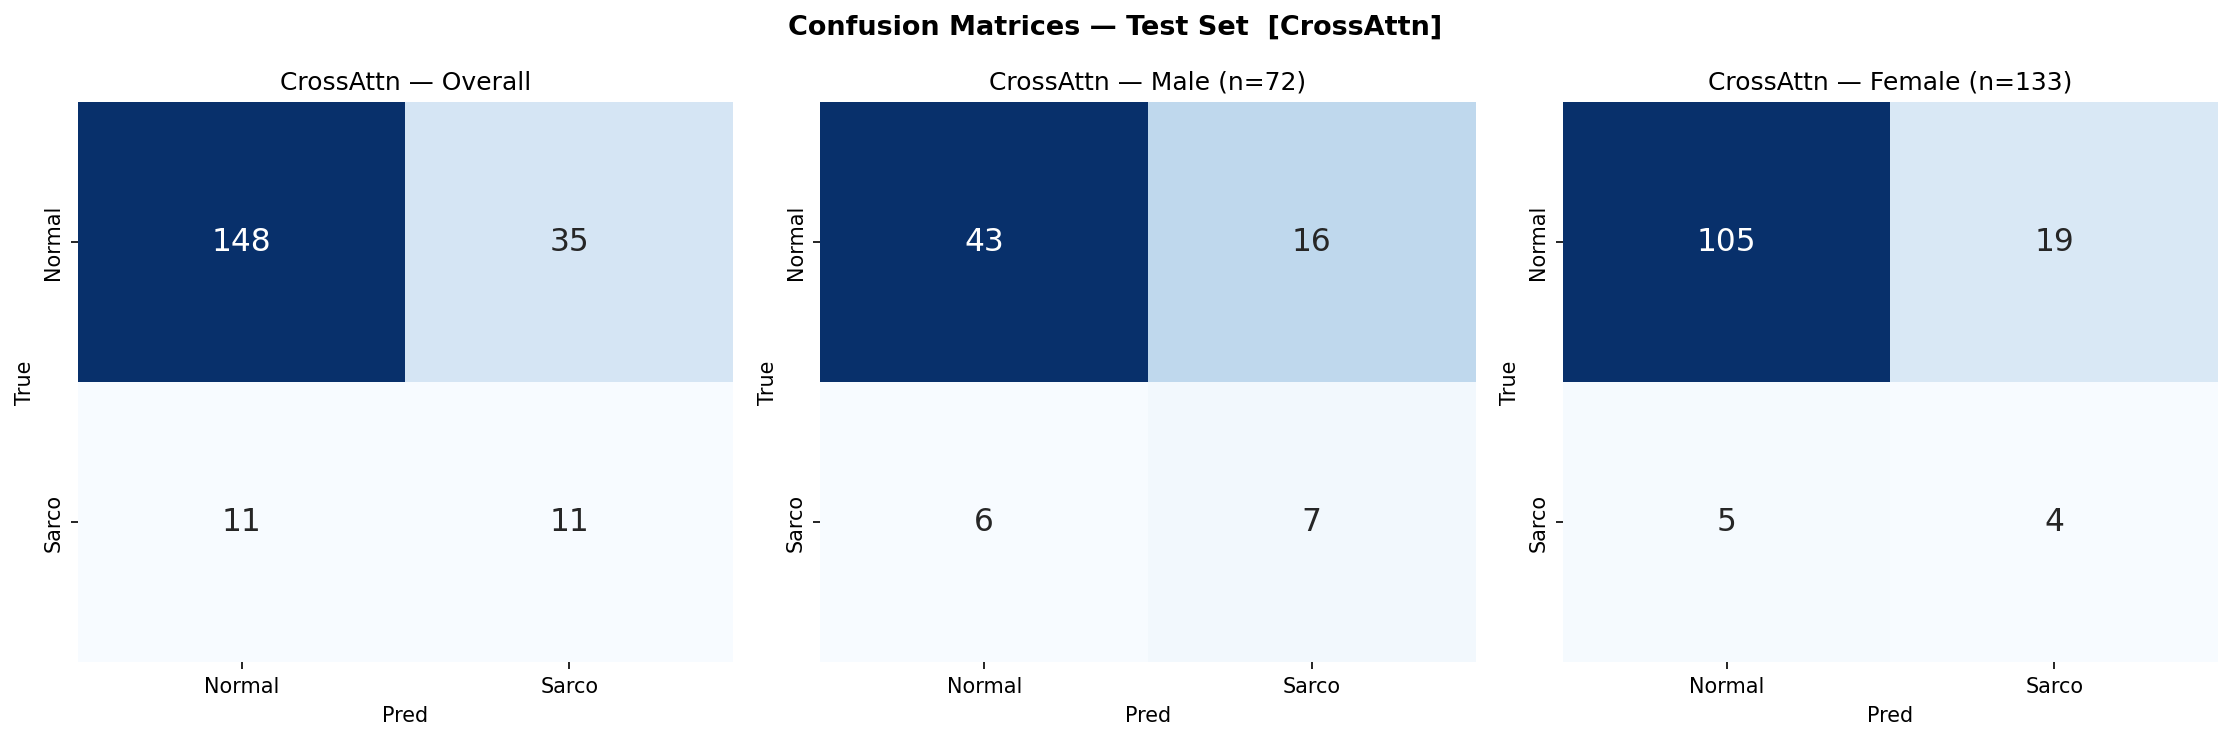 Confusion Matrices — Test Set [CrossAttn]
CrossAttn — Overall
True
Normal
Sarco
148
35
11
11
Normal
Sarco
Pred
CrossAttn — Male (n=72)
True
Normal
Sarco
43
16
6
7
Normal
Sarco
Pred
CrossAttn — Female (n=133)
True
Normal
Sarco
105
19
5
4
Normal
Sarco
Pred